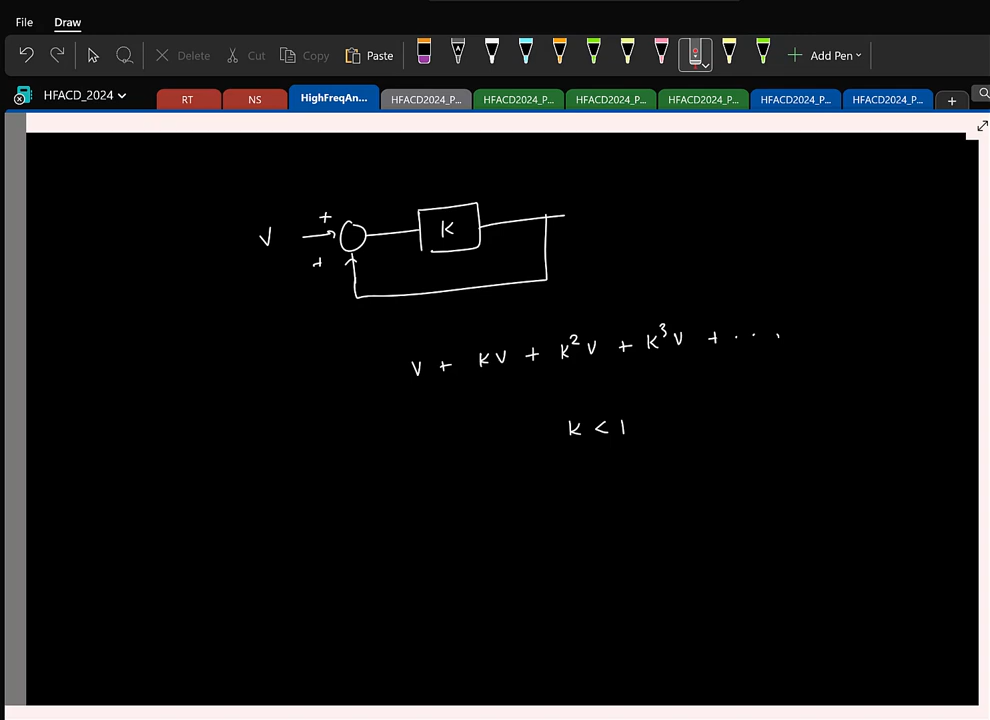 File Draw
Delete Cut Copy Paste A Add Pen
HFACD_2024 RT NS HighFreqAn... HFACD2024_P... HFACD2024_P... HFACD2024_P... HFACD2024_P... HFACD2024_P... HFACD2024_P... +
+
V K
+
V + KV + K²V + K³V + ...
K < 1